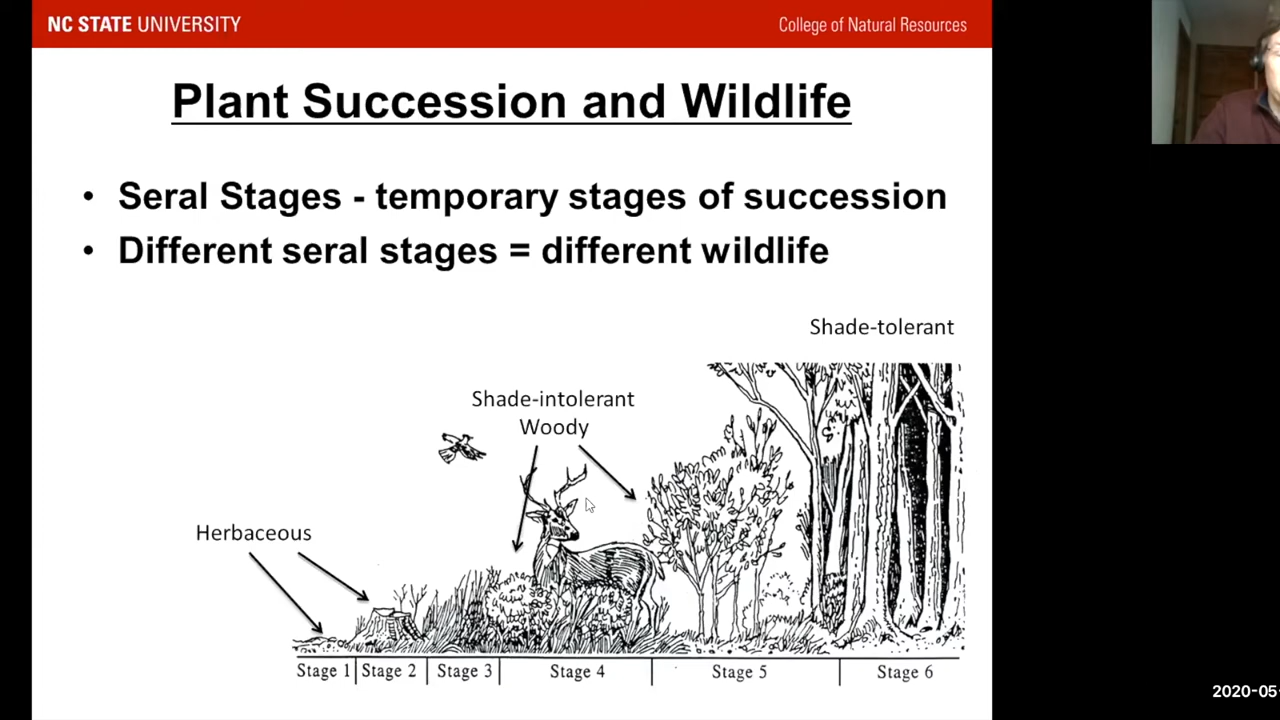 NC STATE UNIVERSITY
College of Natural Resources
Plant Succession and Wildlife
• Seral Stages - temporary stages of succession
• Different seral stages = different wildlife
Shade-tolerant
Shade-intolerant
Woody
Herbaceous
Stage 1 Stage 2 Stage 3 Stage 4 Stage 5 Stage 6
2020-05-